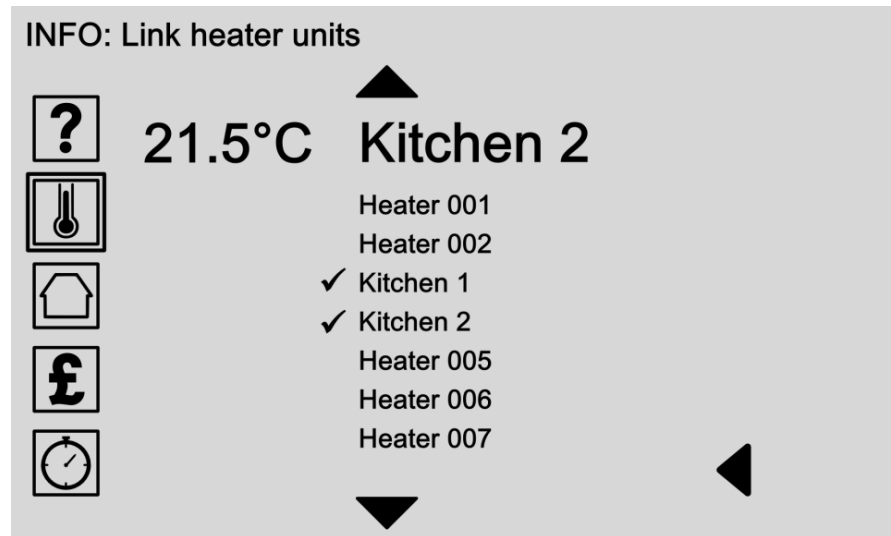 INFO: Link heater units
?
21.5°C Kitchen 2
Heater 001
Heater 002
✓ Kitchen 1
✓ Kitchen 2
Heater 005
£
Heater 006
Heater 007